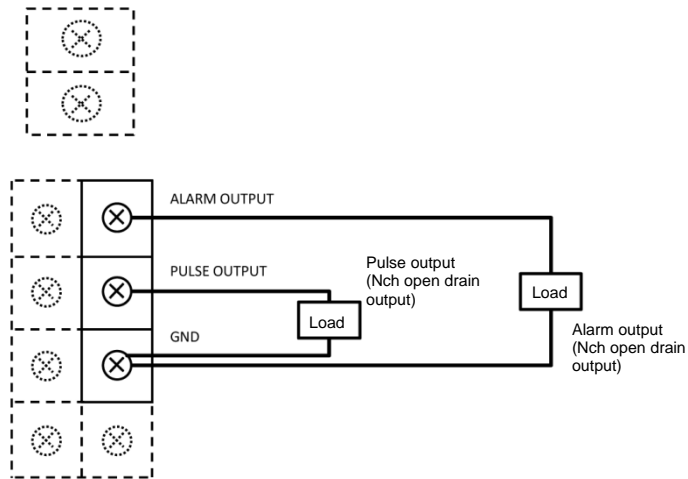 ALARM OUTPUT
PULSE OUTPUT
Pulse output
(Nch open drain
output)
Load
Load
GND
Alarm output
(Nch open drain
output)